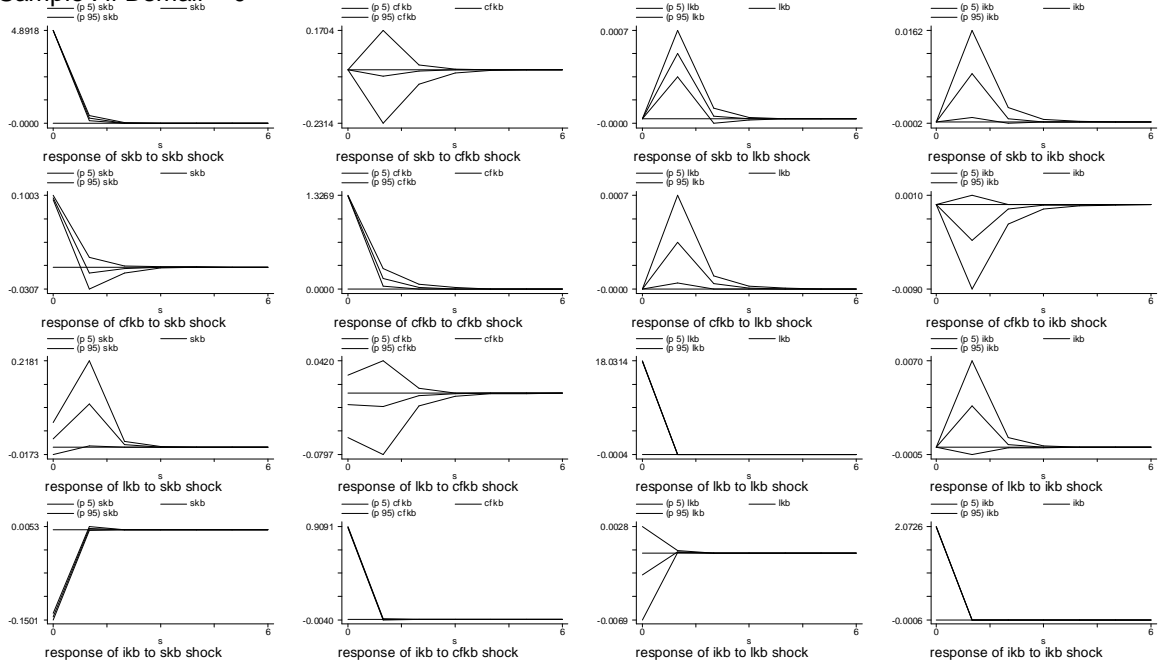 Sample
(p 5) skb
skb
(p 95) skb
4.8918
-0.0000
0
6
s
response of skb to skb shock
(p 5) cfkb
cfkb
(p 95) cfkb
0.1704
-0.2314
0
6
s
response of skb to cfkb shock
(p 5) lkb
lkb
(p 95) lkb
0.0007
-0.0000
0
6
s
response of skb to lkb shock
(p 5) ikb
ikb
(p 95) ikb
0.0162
-0.0002
0
6
s
response of skb to ikb shock
(p 5) skb
skb
(p 95) skb
0.1003
-0.0307
0
6
s
response of cfkb to skb shock
(p 5) cfkb
cfkb
(p 95) cfkb
1.3269
0.0000
0
6
s
response of cfkb to cfkb shock
(p 5) lkb
lkb
(p 95) lkb
0.0007
-0.0000
0
6
s
response of cfkb to lkb shock
(p 5) ikb
ikb
(p 95) ikb
0.0010
-0.0090
0
6
s
response of cfkb to ikb shock
(p 5) skb
skb
(p 95) skb
0.2181
-0.0173
0
6
s
response of lkb to skb shock
(p 5) cfkb
cfkb
(p 95) cfkb
0.0420
-0.0797
0
6
s
response of lkb to cfkb shock
(p 5) lkb
lkb
(p 95) lkb
18.0314
-0.0004
0
6
s
response of lkb to lkb shock
(p 5) ikb
ikb
(p 95) ikb
0.0070
-0.0005
0
6
s
response of lkb to ikb shock
(p 5) skb
skb
(p 95) skb
0.0053
-0.1501
0
6
s
response of ikb to skb shock
(p 5) cfkb
cfkb
(p 95) cfkb
0.9091
-0.0040
0
6
s
response of ikb to cfkb shock
(p 5) lkb
lkb
(p 95) lkb
0.0028
-0.0069
0
6
s
response of ikb to lkb shock
(p 5) ikb
ikb
(p 95) ikb
2.0726
-0.0006
0
6
s
response of ikb to ikb shock